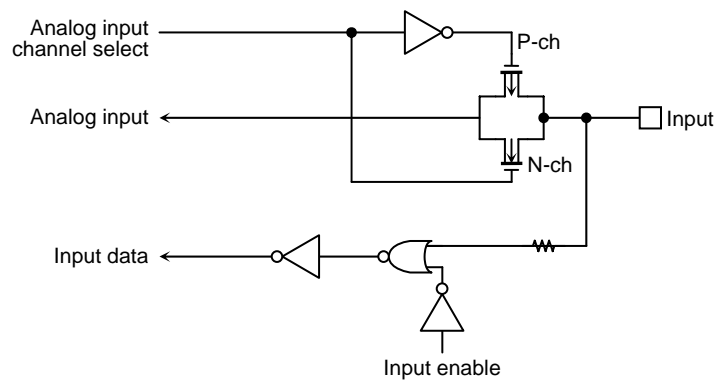 Analog input
channel select
P-ch
Analog input
Input
N-ch
Input data
Input enable